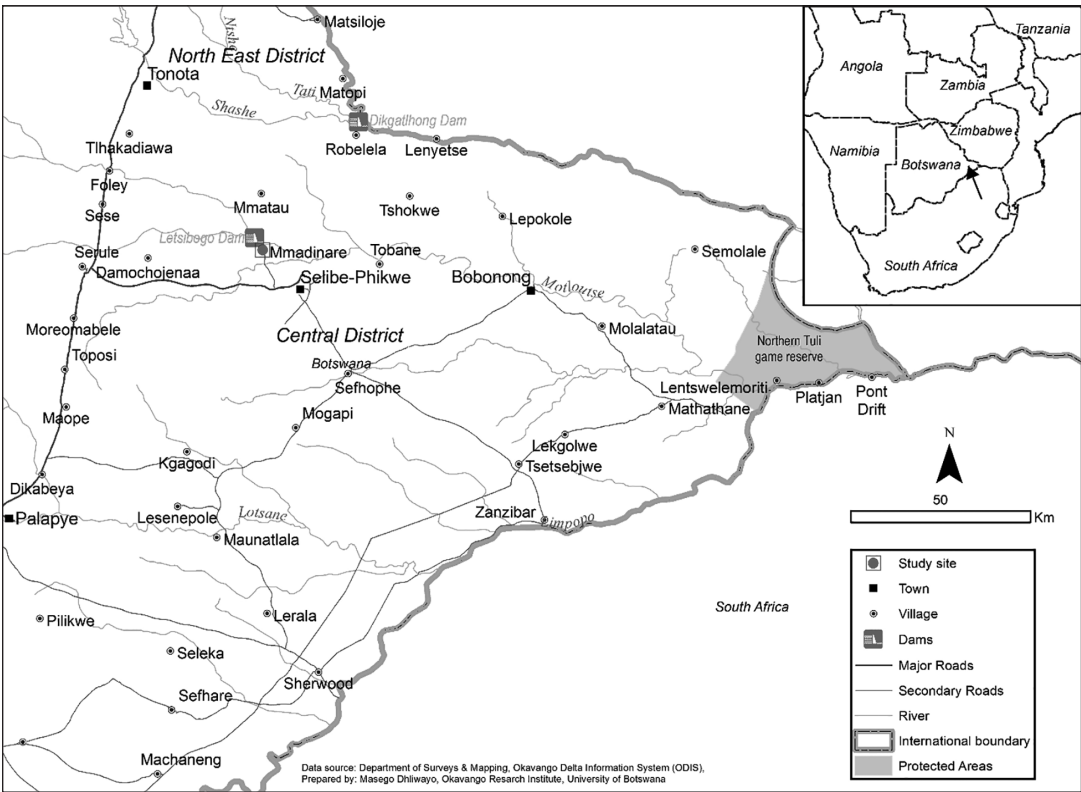 Matsiloje
Ntshe
North East District
Tonota
Tati
Matopi
Shashe
Dikgatlhong Dam
Tlhakadiawa
Robelela
Lenyetse
Foley
Sese
Mmatau
Tshokwe
Lepokole
Letsibogo Dam
Serule
Mmadinare
Tobane
Semolale
Damochojenaa
Selibe-Phikwe
Bobonong
Motloutse
Moreomabele
Central District
Molalatau
Northern Tuli
game reserve
Toposi
Botswana
Sefhophe
Lentswelemoriti
Platjan
Pont
Drift
Maope
Mogapi
Mathathane
Lekgolwe
Kgagodi
Tsetsebjwe
Dikabeya
Palapye
Lesenepole
Lotsane
Zanzibar
Limpopo
Maunatlala
Pilikwe
Lerala
South Africa
Seleka
Sherwood
Sefhare
Machaneng
Data source: Department of Surveys & Mapping, Okavango Delta Information System (ODIS),
Prepared by: Masego Dhliwayo, Okavango Resarch Institute, University of Botswana
Tanzania
Angola
Zambia
Zimbabwe
Namibia
Botswana
South Africa
N
50
Km
Study site
Town
Village
Dams
Major Roads
Secondary Roads
River
International boundary
Protected Areas